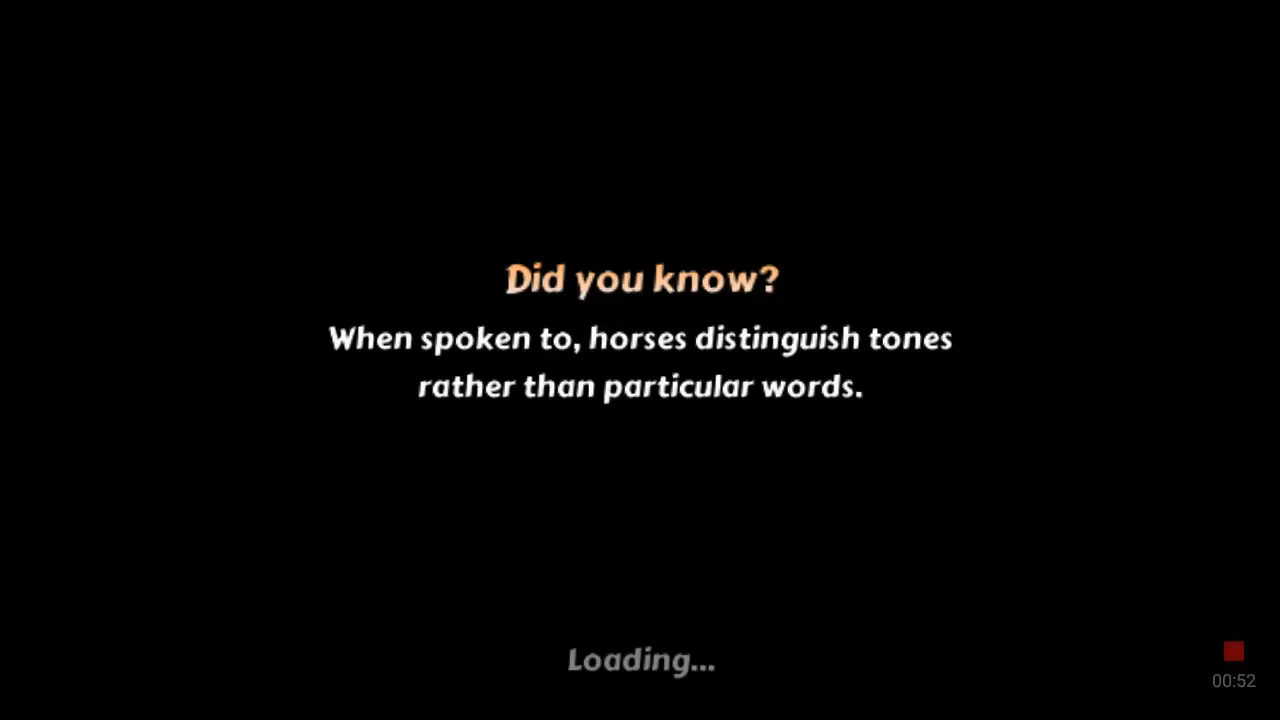 Did you know?
When spoken to, horses distinguish tones
rather than particular words.
Loading...
00:52